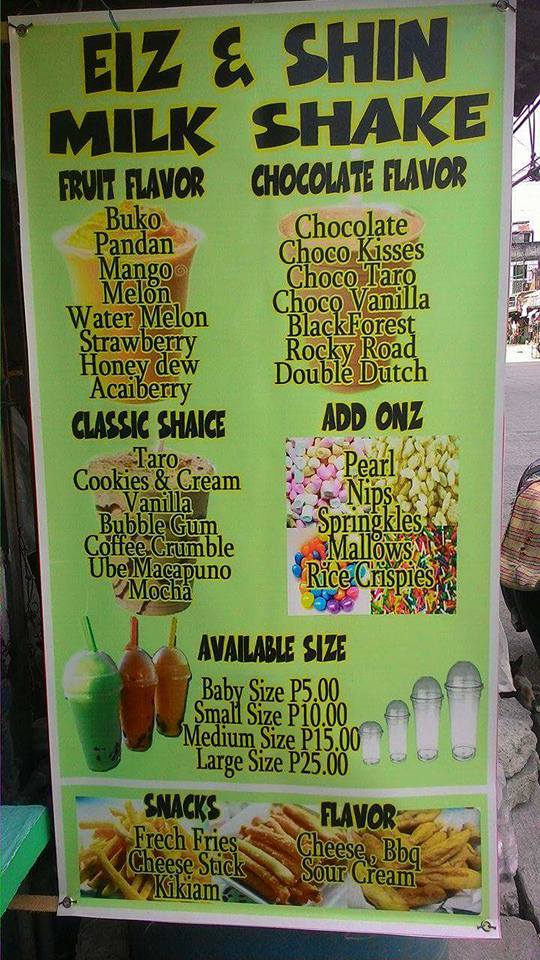 EIZ & SHIN
MILK SHAKE
FRUIT FLAVOR
Buko
Pandan
Mango
Melon
Water Melon
Strawberry
Honey dew
Acaiberry
CHOCOLATE FLAVOR
Chocolate
Choco Kisses
Choco Taro
Choco Vanilla
BlackForest
Rocky Road
Double Dutch
CLASSIC SHAICE
Taro
Cookies & Cream
Vanilla
Bubble Gum
Coffee Crumble
Ube Macapuno
Mocha
ADD ONZ
Pearl
Nips
Springkles
Mallows
Rice Crispies
AVAILABLE SIZE
Baby Size P5.00
Small Size P10.00
Medium Size P15.00
Large Size P25.00
SNACKS
Frech Fries
Cheese Stick
Kikiam
FLAVOR
Cheese , Bbq
Sour Cream